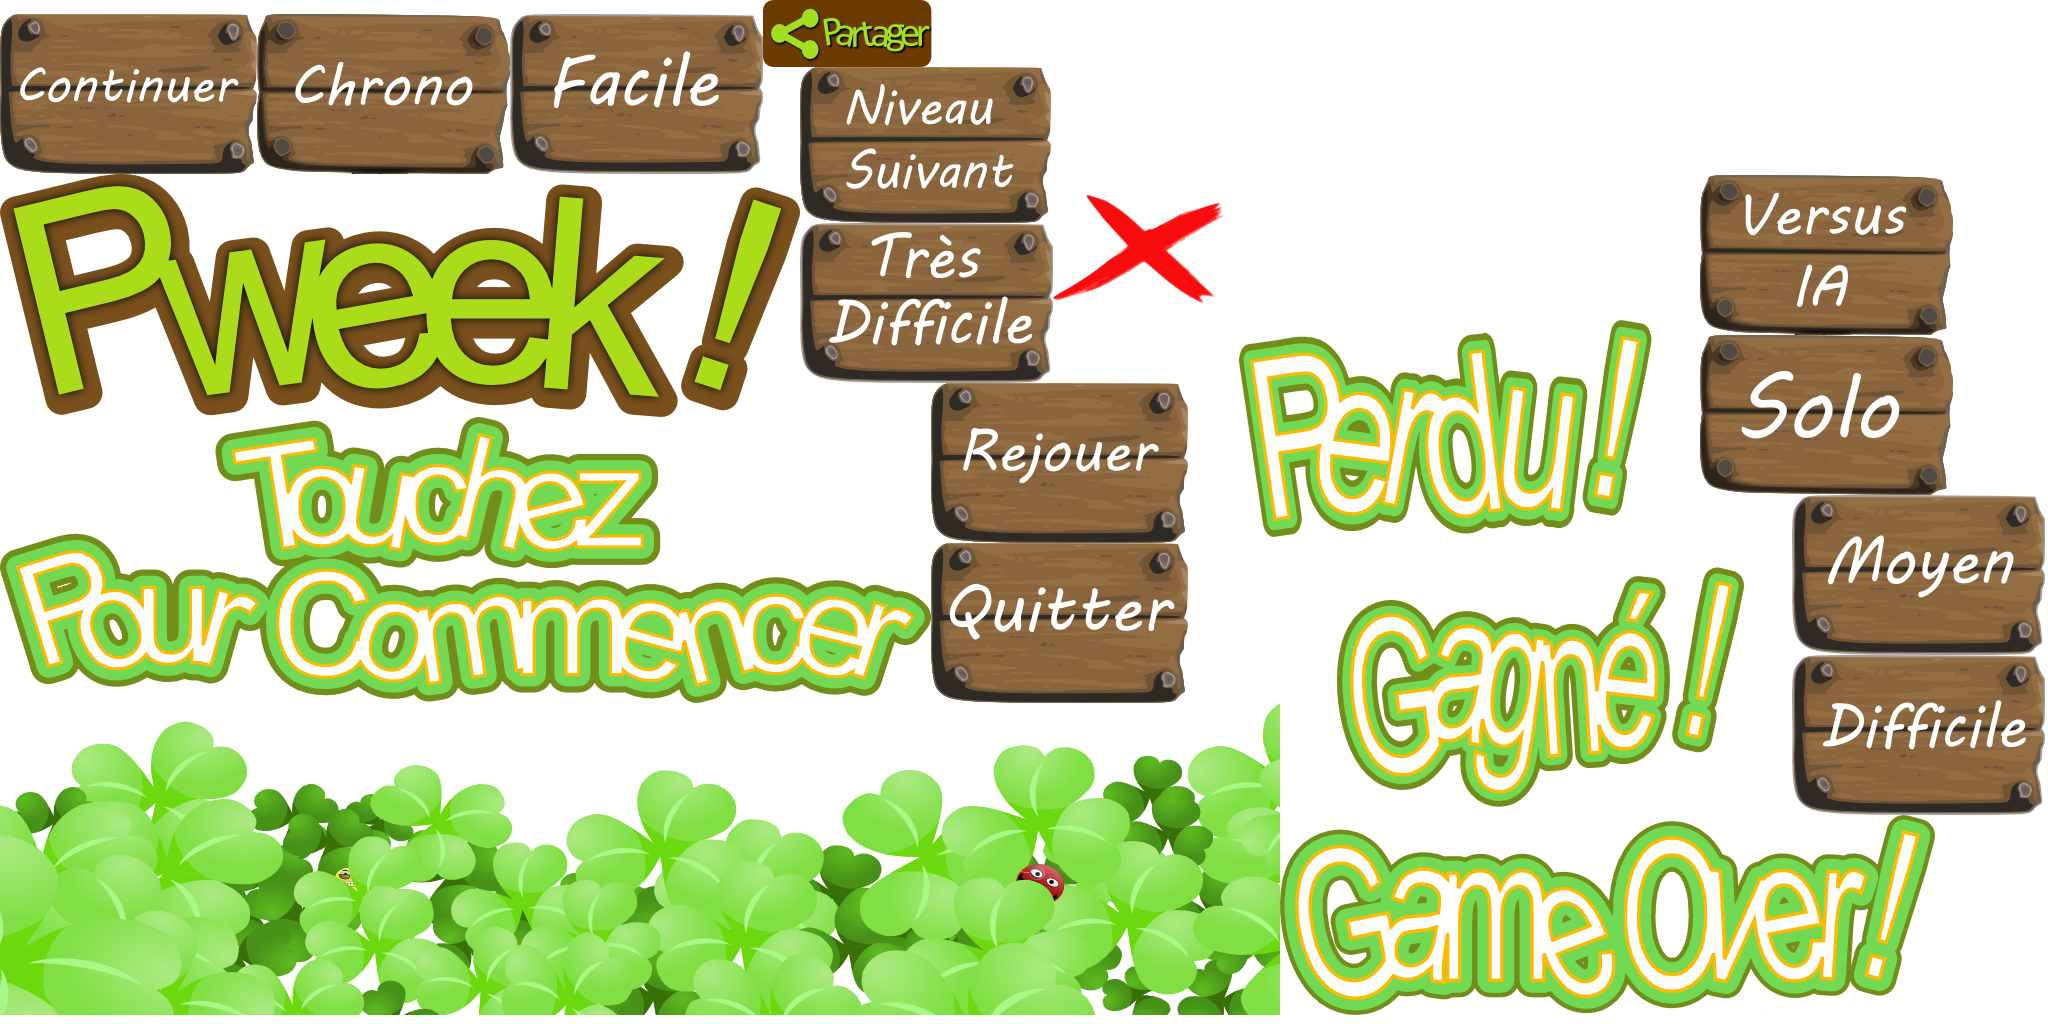 Continuer
Chrono
Facile
Partager
Niveau
Suivant
Pweek !
Très
Difficile
Versus
IA
Solo
Rejouer
Perdu !
Touchez
Pour Commencer
Quitter
Moyen
Gagné !
Difficile
Game Over !